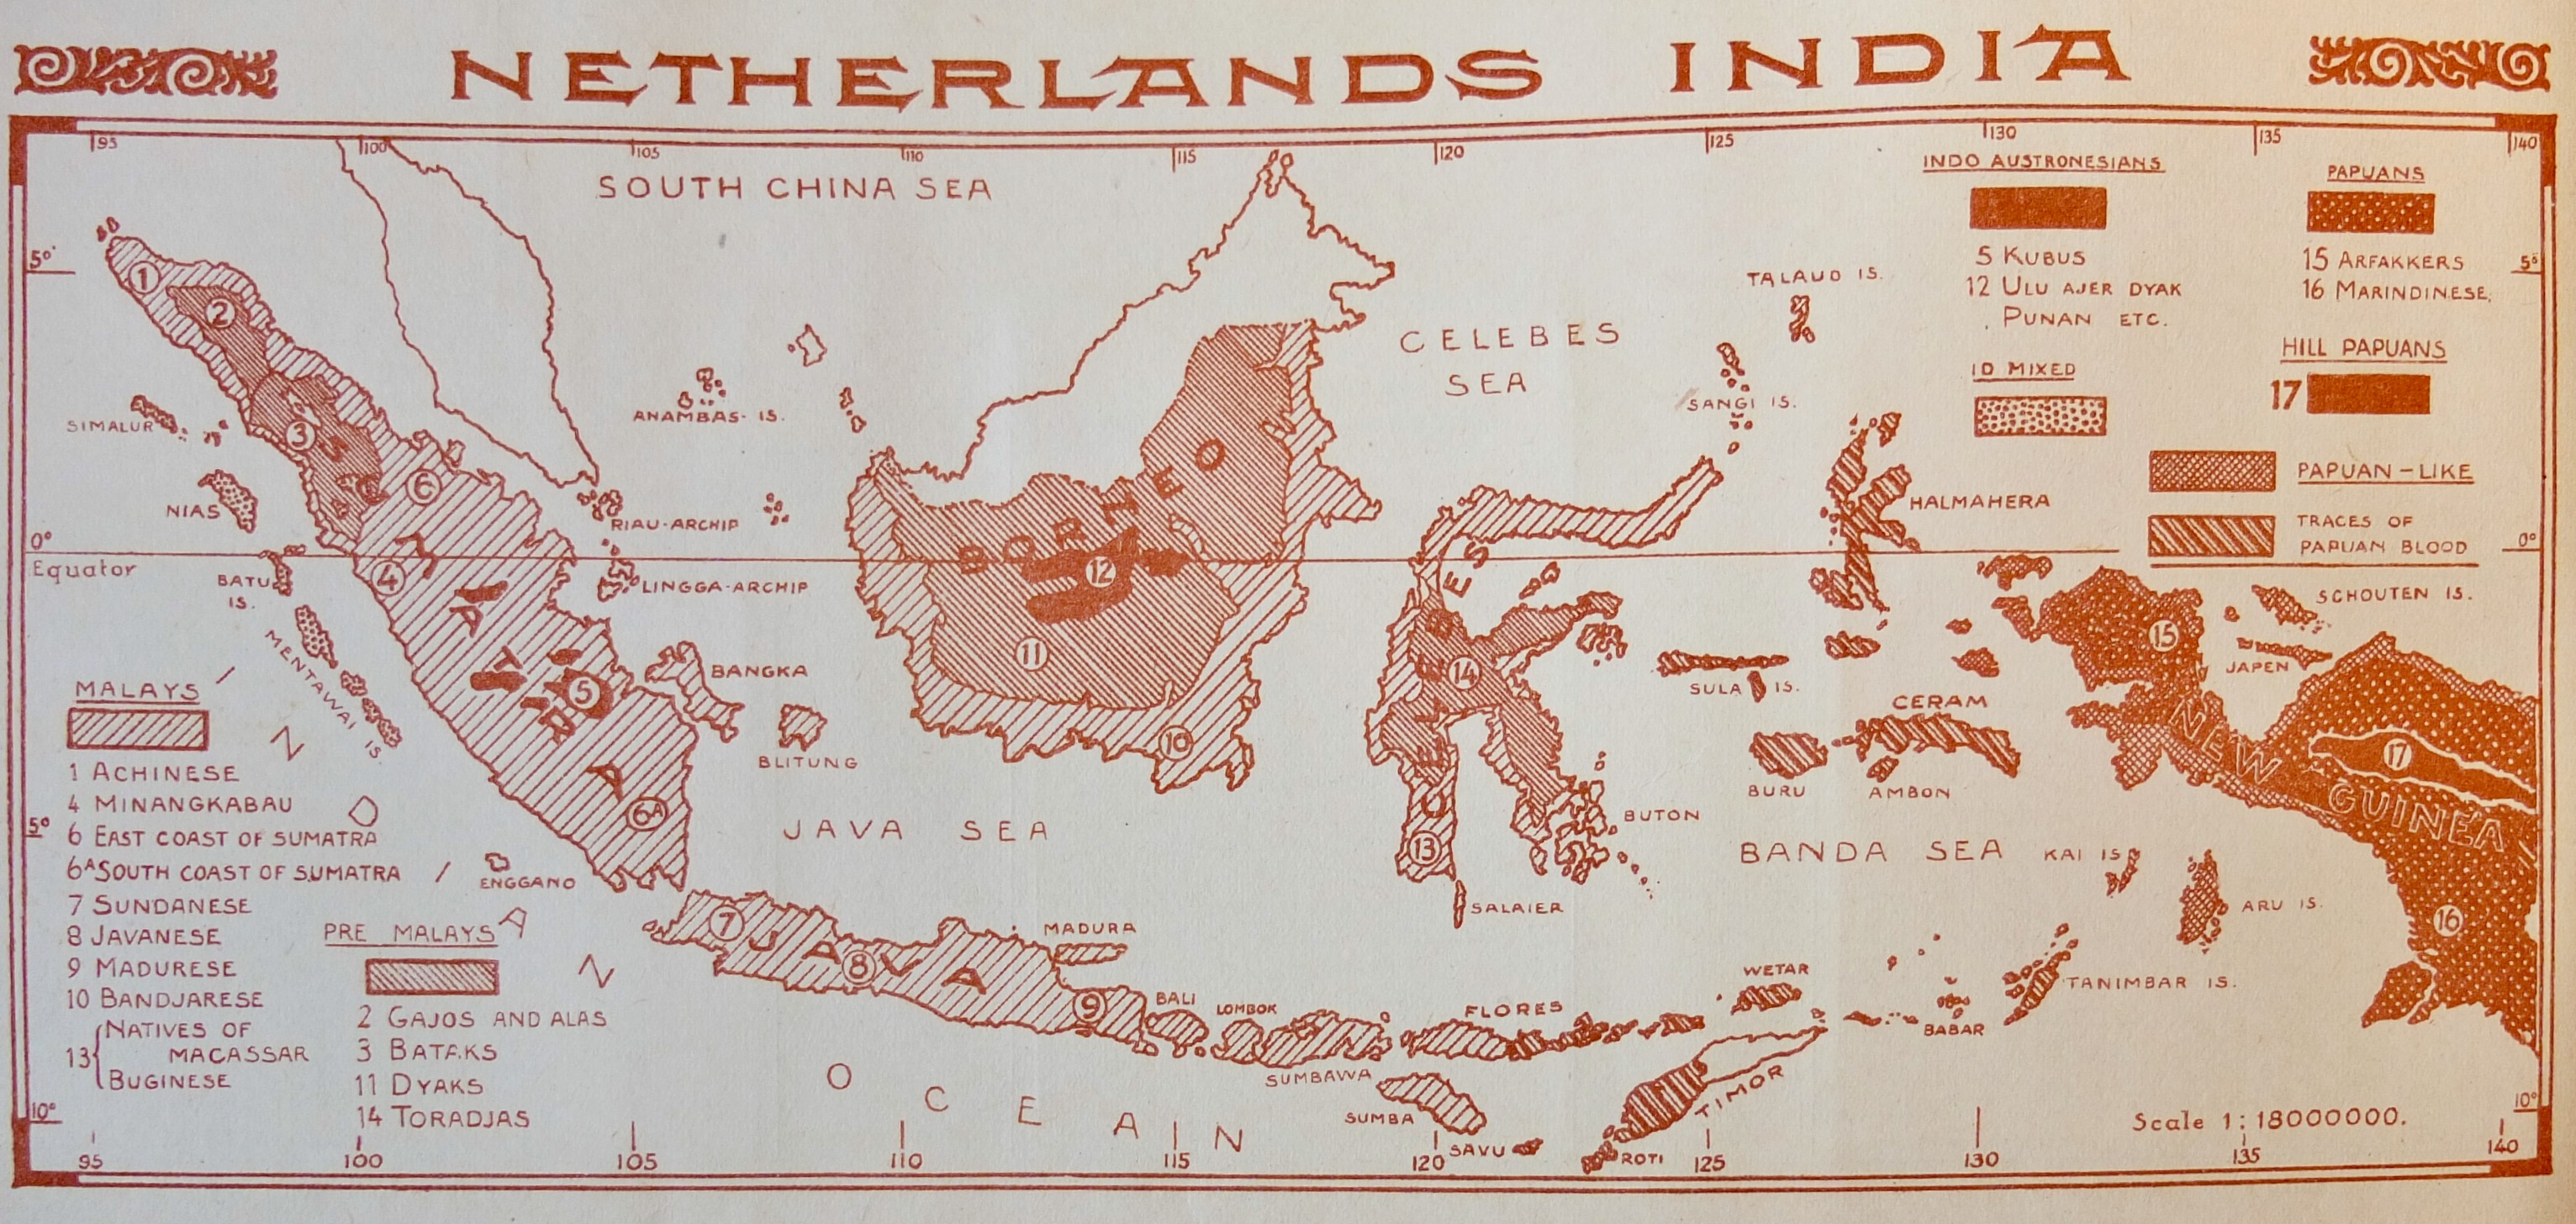 NETHERLANDS INDIA
95 100 105 110 115 120 125 130 135 140
SOUTH CHINA SEA
INDO AUSTRONESIANS
5 KUBUS
12 ULU AJER DYAK
PUNAN ETC.
ID MIXED
PAPUANS
15 ARFAKKERS
16 MARINDINESE
HILL PAPUANS
17
PAPUAN-LIKE
TRACES OF
PAPUAN BLOOD
5°
5°
1
2
3
6
4
5
6A
SUMATRA
SIMALUR
NIAS
BATU
IS.
MENTAWAI IS.
ENGGANO
ANAMBAS-IS.
RIAU-ARCHIP
LINGGA-ARCHIP
BANGKA
BLITUNG
0°
0°
Equator
BORNEO
12
11
10
CELEBES
SEA
TALAUD IS.
SANGI IS.
HALMAHERA
CELEBES
14
13
BUTON
SALAIER
SULA IS.
BURU
CERAM
AMBON
SCHOUTEN IS.
JAPEN
15
17
16
NEW GUINEA
JAVA SEA
BANDA SEA
KAI IS
ARU IS.
TANIMBAR IS.
BABAR
WETAR
MADURA
7
JAVA
8
9
BALI
LOMBOK
SUMBAWA
FLORES
SUMBA
SAVU
ROTI
TIMOR
INDIAN
OCEAN
MALAYS
1 ACHINESE
4 MINANGKABAU
6 EAST COAST OF SUMATRA
6A SOUTH COAST OF SUMATRA
7 SUNDANESE
8 JAVANESE
9 MADURESE
10 BANDJARESE
13 NATIVES OF
MACASSAR
BUGINESE
PRE MALAYS
2 GAJOS AND ALAS
3 BATAKS
11 DYAKS
14 TORADJAS
5°
10°
10°
Scale 1:18000000.
95 100 105 110 115 120 125 130 135 140